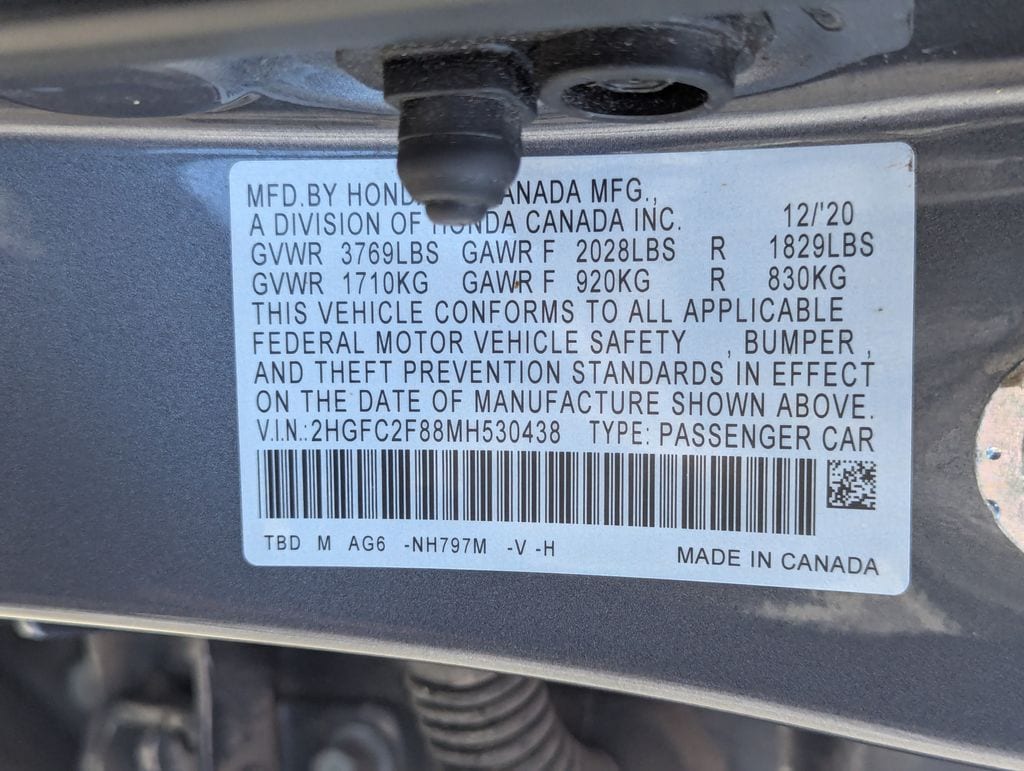 MFD.BY HONDA CANADA MFG.,
A DIVISION OF HONDA CANADA INC. 12/'20
GVWR 3769LBS GAWR F 2028LBS R 1829LBS
GVWR 1710KG GAWR F 920KG R 830KG
THIS VEHICLE CONFORMS TO ALL APPLICABLE
FEDERAL MOTOR VEHICLE SAFETY , BUMPER ,
AND THEFT PREVENTION STANDARDS IN EFFECT
ON THE DATE OF MANUFACTURE SHOWN ABOVE.
V.I.N.:2HGFC2F88MH530438 TYPE: PASSENGER CAR
TBD M AG6 -NH797M -V -H
MADE IN CANADA